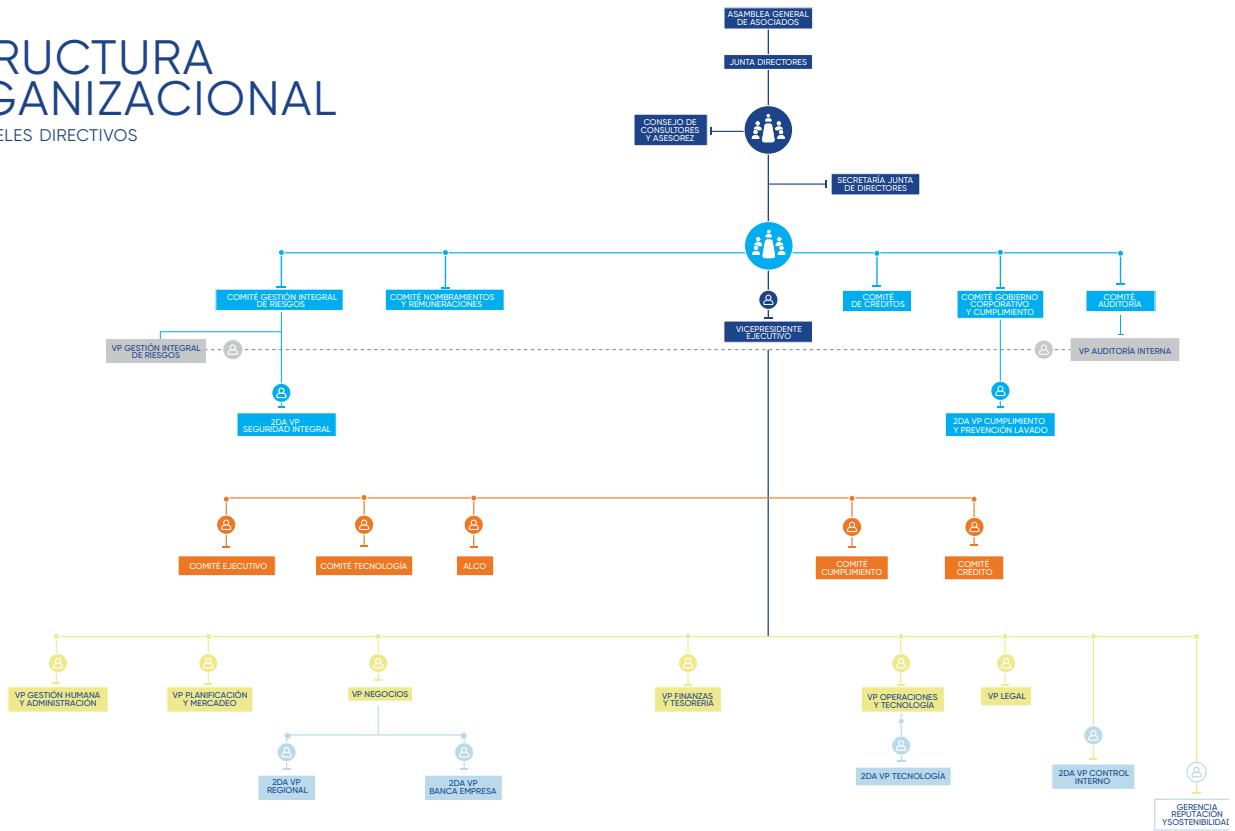 RUCTURA
GANIZACIONAL
ELES DIRECTIVOS
ASAMBLEA GENERAL
DE ASOCIADOS
JUNTA DIRECTORES
CONSEJO DE
CONSULTORES
Y ASESOREZ
SECRETARÍA JUNTA
DE DIRECTORES
COMITÉ GESTIÓN INTEGRAL
DE RIESGOS
COMITÉ NOMBRAMIENTOS
Y REMUNERACIONES
VICEPRESIDENTE
EJECUTIVO
COMITÉ
DE CRÉDITOS
COMITÉ GOBIERNO
CORPORATIVO
Y CUMPLIMIENTO
COMITÉ
AUDITORÍA
VP GESTIÓN INTEGRAL
DE RIESGOS
VP AUDITORÍA INTERNA
2DA VP
SEGURIDAD INTEGRAL
2DA VP CUMPLIMIENTO
Y PREVENCIÓN LAVADO
COMITÉ EJECUTIVO
COMITÉ TECNOLOGÍA
ALCO
COMITÉ
CUMPLIMIENTO
COMITÉ
CRÉDITO
VP GESTIÓN HUMANA
Y ADMINISTRACIÓN
VP PLANIFICACIÓN
Y MERCADEO
VP NEGOCIOS
VP FINANZAS
Y TESORERÍA
VP OPERACIONES
Y TECNOLOGÍA
VP LEGAL
2DA VP
REGIONAL
2DA VP
BANCA EMPRESA
2DA VP TECNOLOGÍA
2DA VP CONTROL
INTERNO
GERENCIA
REPUTACIÓN
YSOSTENIBILIDAD